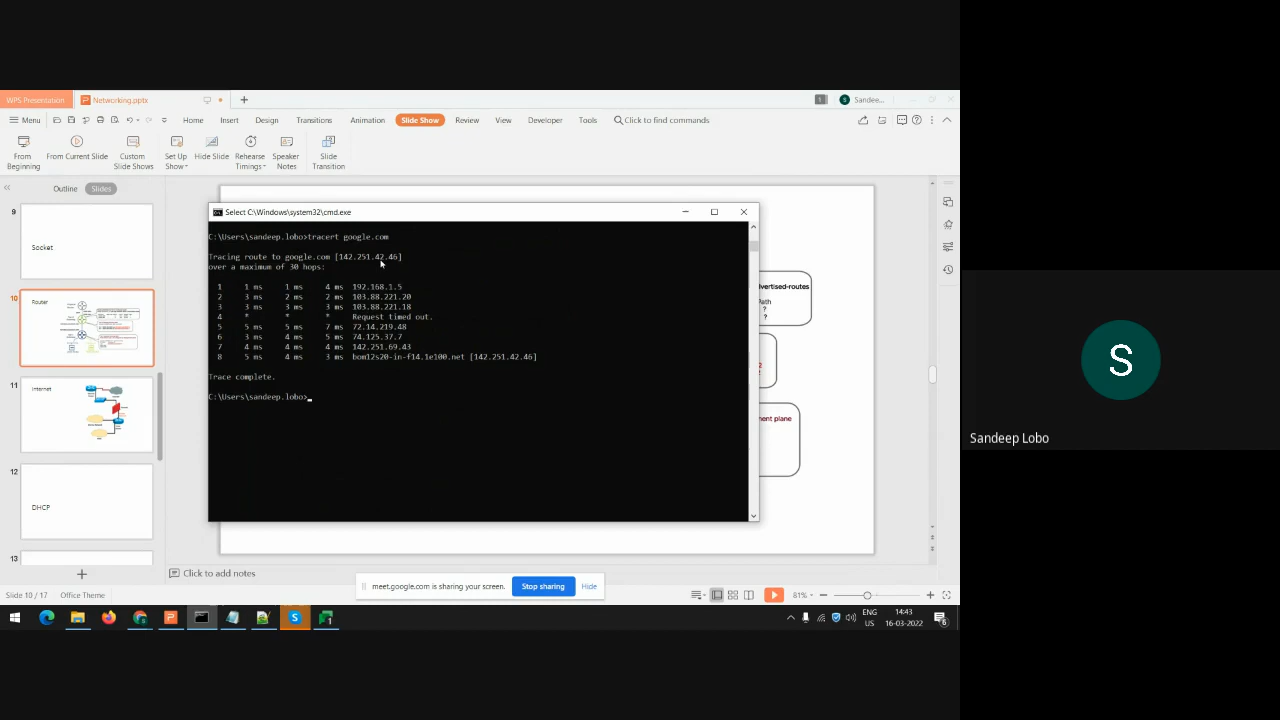 WPS Presentation
Networking.pptx
Sandee...
Menu
Home
Insert
Design
Transitions
Animation
Slide Show
Review
View
Developer
Tools
Click to find commands
From Beginning
From Current Slide
Custom Slide Shows
Set Up Show
Hide Slide
Rehearse Timings
Speaker Notes
Slide Transition
Outline
Slides
9
Socket
10
Router
11
Internet
12
DHCP
13
Select C:\Windows\system32\cmd.exe
C:\Users\sandeep.lobo>tracert google.com
Tracing route to google.com [142.251.42.46]
over a maximum of 30 hops:
1 1 ms 1 ms 4 ms 192.168.1.5
2 3 ms 2 ms 2 ms 103.88.221.20
3 3 ms 3 ms 3 ms 103.88.221.18
4 * * * Request timed out.
5 5 ms 5 ms 7 ms 72.14.219.48
6 3 ms 4 ms 5 ms 74.125.37.7
7 4 ms 4 ms 4 ms 142.251.69.43
8 5 ms 4 ms 3 ms bom12s20-in-f14.1e100.net [142.251.42.46]
Trace complete.
C:\Users\sandeep.lobo>
dvertised-routes
Path
?
?
2
2
ment plane
Click to add notes
meet.google.com is sharing your screen.
Stop sharing
Hide
Slide 10 / 17
Office Theme
81%
ENG
US
14:43
16-03-2022
6
S
Sandeep Lobo